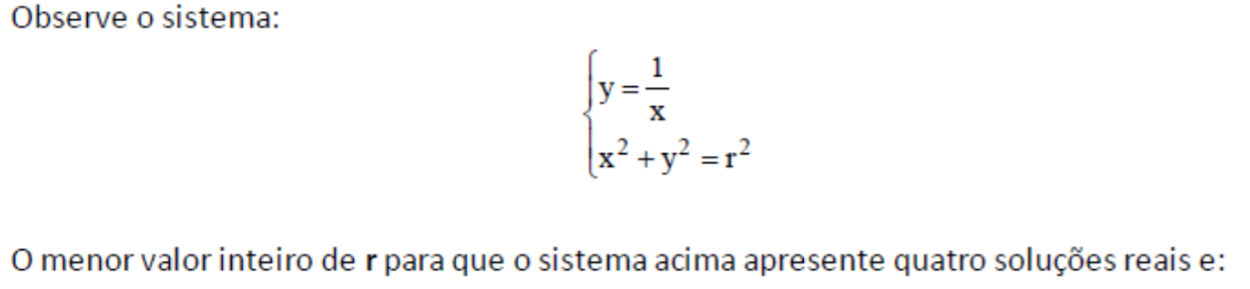 Observe o sistema:
y = 1/x
x² + y² = r²
O menor valor inteiro de r para que o sistema acima apresente quatro soluções reais e: